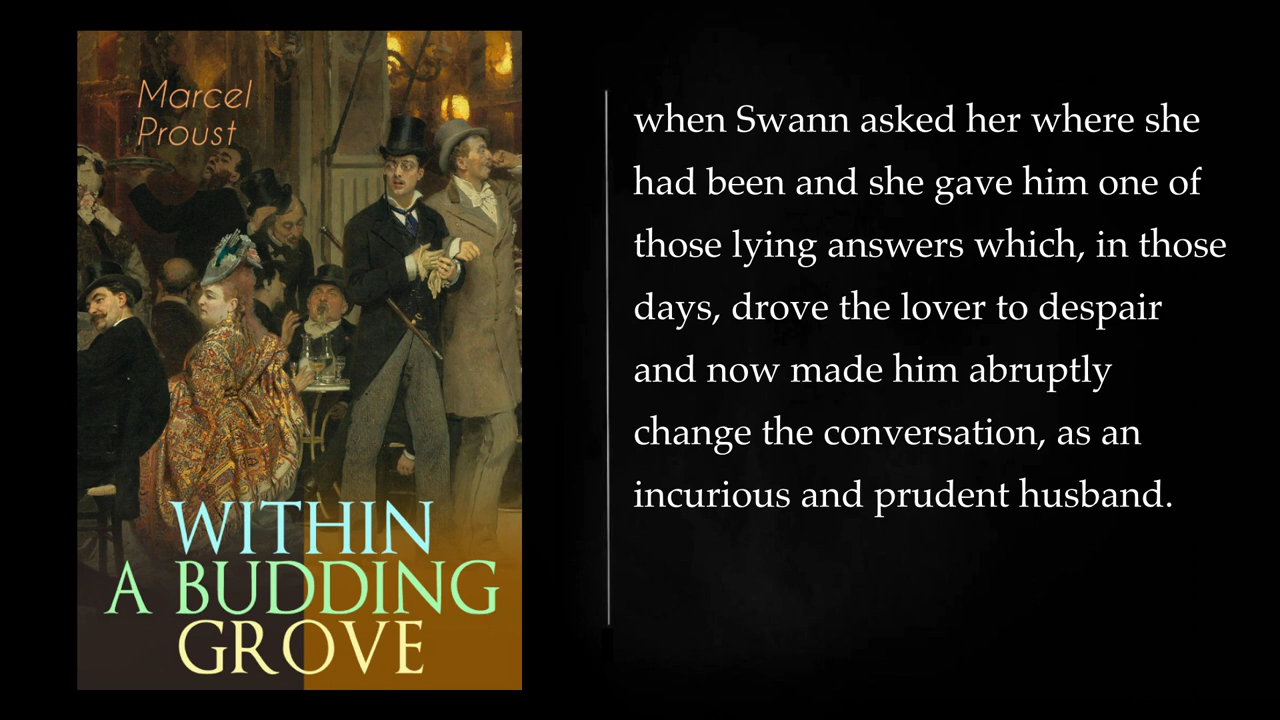 Marcel
Proust
WITHIN
A BUDDING
GROVE
when Swann asked her where she
had been and she gave him one of
those lying answers which, in those
days, drove the lover to despair
and now made him abruptly
change the conversation, as an
incurious and prudent husband.